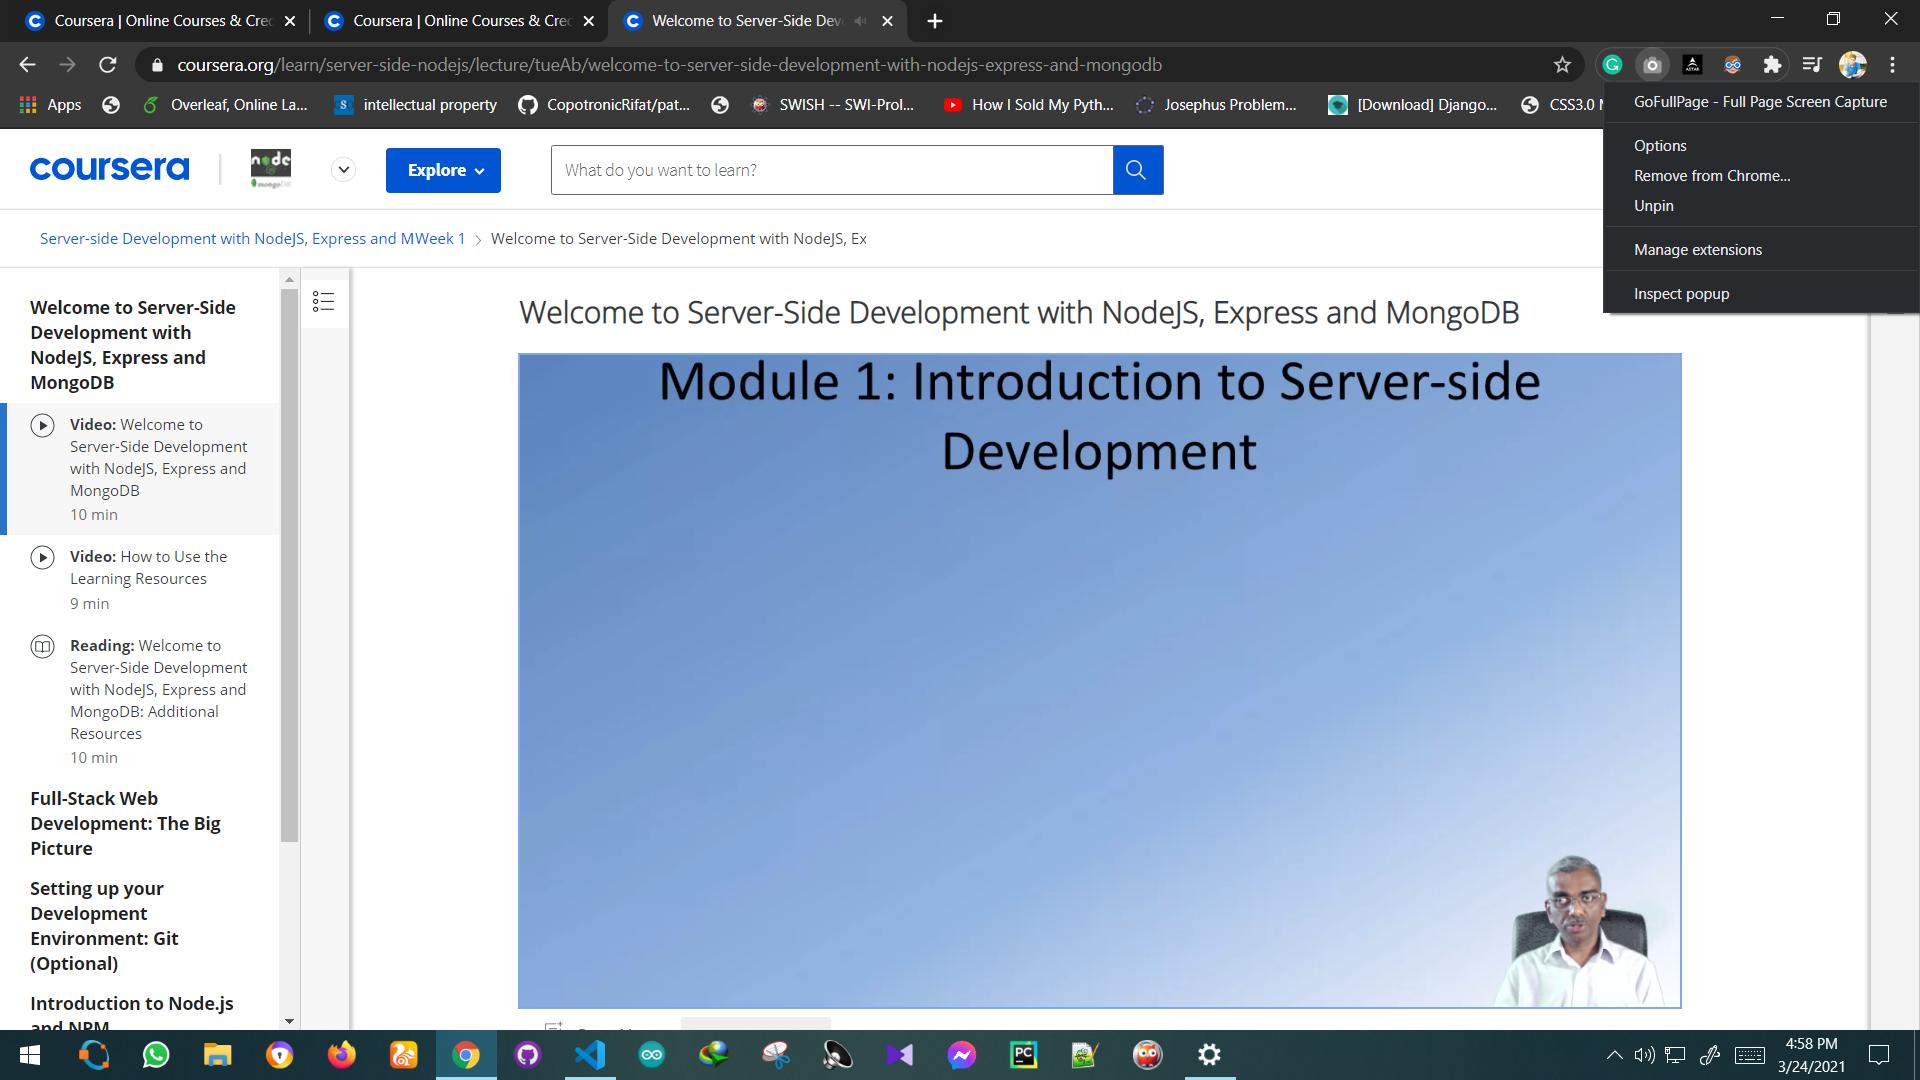 Coursera | Online Courses & Cre
Coursera | Online Courses & Cre
Welcome to Server-Side Dev
coursera.org/learn/server-side-nodejs/lecture/tueAb/welcome-to-server-side-development-with-nodejs-express-and-mongodb
Apps
Overleaf, Online La...
intellectual property
CopotronicRifat/pat...
SWISH -- SWI-Prol...
How I Sold My Pyth...
Josephus Problem...
[Download] Django...
CSS3.0
GoFullPage - Full Page Screen Capture
Options
Remove from Chrome...
Unpin
Manage extensions
Inspect popup
coursera
node
mongoDB
Explore
What do you want to learn?
Server-side Development with NodeJS, Express and MWeek 1 > Welcome to Server-Side Development with NodeJS, Ex
Welcome to Server-Side
Development with
NodeJS, Express and
MongoDB
Video: Welcome to
Server-Side Development
with NodeJS, Express and
MongoDB
10 min
Video: How to Use the
Learning Resources
9 min
Reading: Welcome to
Server-Side Development
with NodeJS, Express and
MongoDB: Additional
Resources
10 min
Full-Stack Web
Development: The Big
Picture
Setting up your
Development
Environment: Git
(Optional)
Introduction to Node.js
and NPM
Welcome to Server-Side Development with NodeJS, Express and MongoDB
Module 1: Introduction to Server-side
Development
4:58 PM
3/24/2021